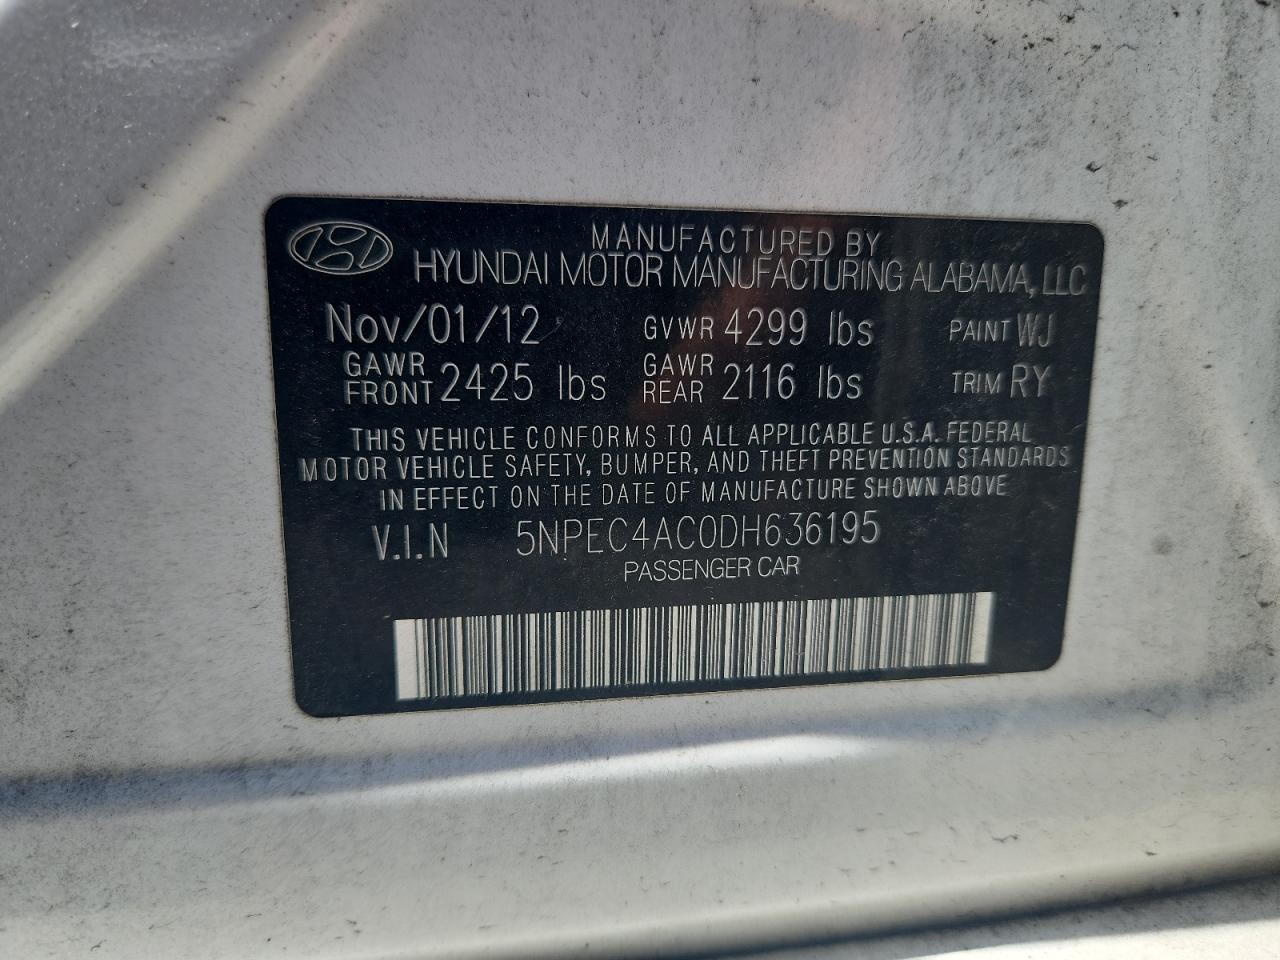 MANUFACTURED BY
HYUNDAI MOTOR MANUFACTURING ALABAMA, LLC
Nov/01/12 GVWR 4299 lbs PAINT WJ
GAWR FRONT 2425 lbs GAWR REAR 2116 lbs TRIM RY
THIS VEHICLE CONFORMS TO ALL APPLICABLE U.S.A. FEDERAL
MOTOR VEHICLE SAFETY, BUMPER, AND THEFT PREVENTION STANDARDS
IN EFFECT ON THE DATE OF MANUFACTURE SHOWN ABOVE
V.I.N 5NPEC4AC0DH636195
PASSENGER CAR